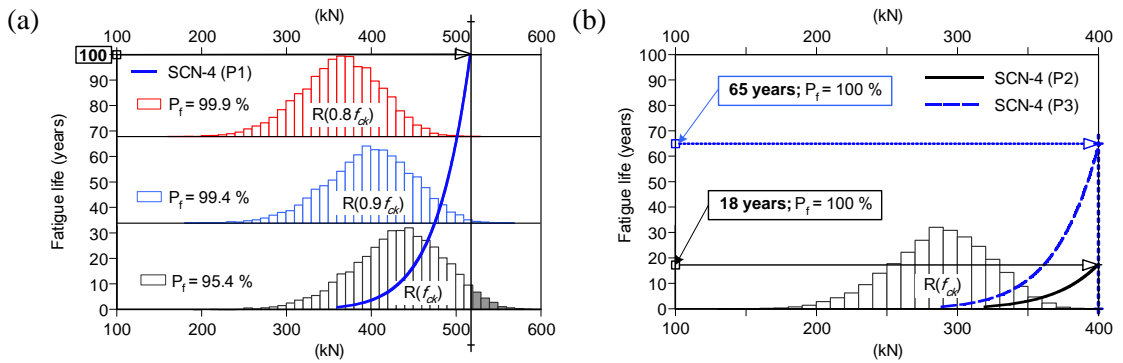 (a)
(kN)
100 200 300 400 500 600
100
90
80
70
60
50
40
30
20
10
0
Fatigue life (years)
SCN-4 (P1)
P_f = 99.9 %
R(0.8f_ck)
P_f = 99.4 %
R(0.9f_ck)
P_f = 95.4 %
R(f_ck)
100 200 300 400 500 600
(kN)
(b)
(kN)
100 200 300 400
100
90
80
70
60
50
40
30
20
10
0
Fatigue life (years)
SCN-4 (P2)
SCN-4 (P3)
65 years; P_f = 100 %
18 years; P_f = 100 %
R(f_ck)
100 200 300 400
(kN)